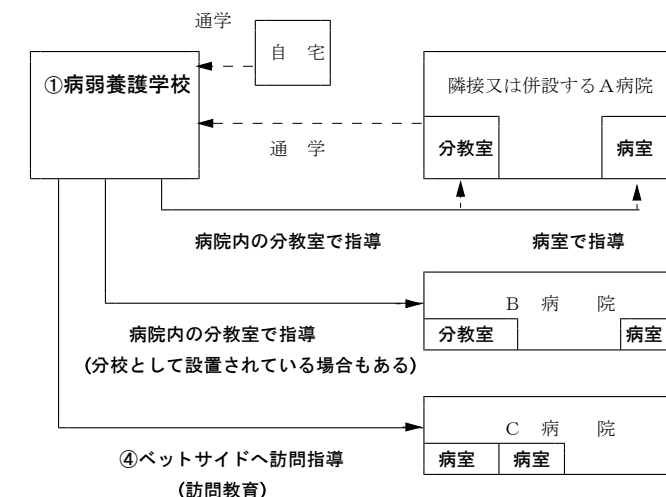 通学
自 宅
①病弱養護学校
隣接又は併設するA病院
通 学
分教室
病室
病院内の分教室で指導
病室で指導
B 病 院
分教室
病室
病院内の分教室で指導
(分校として設置されている場合もある)
C 病 院
病室
病室
④ベットサイドへ訪問指導
(訪問教育)